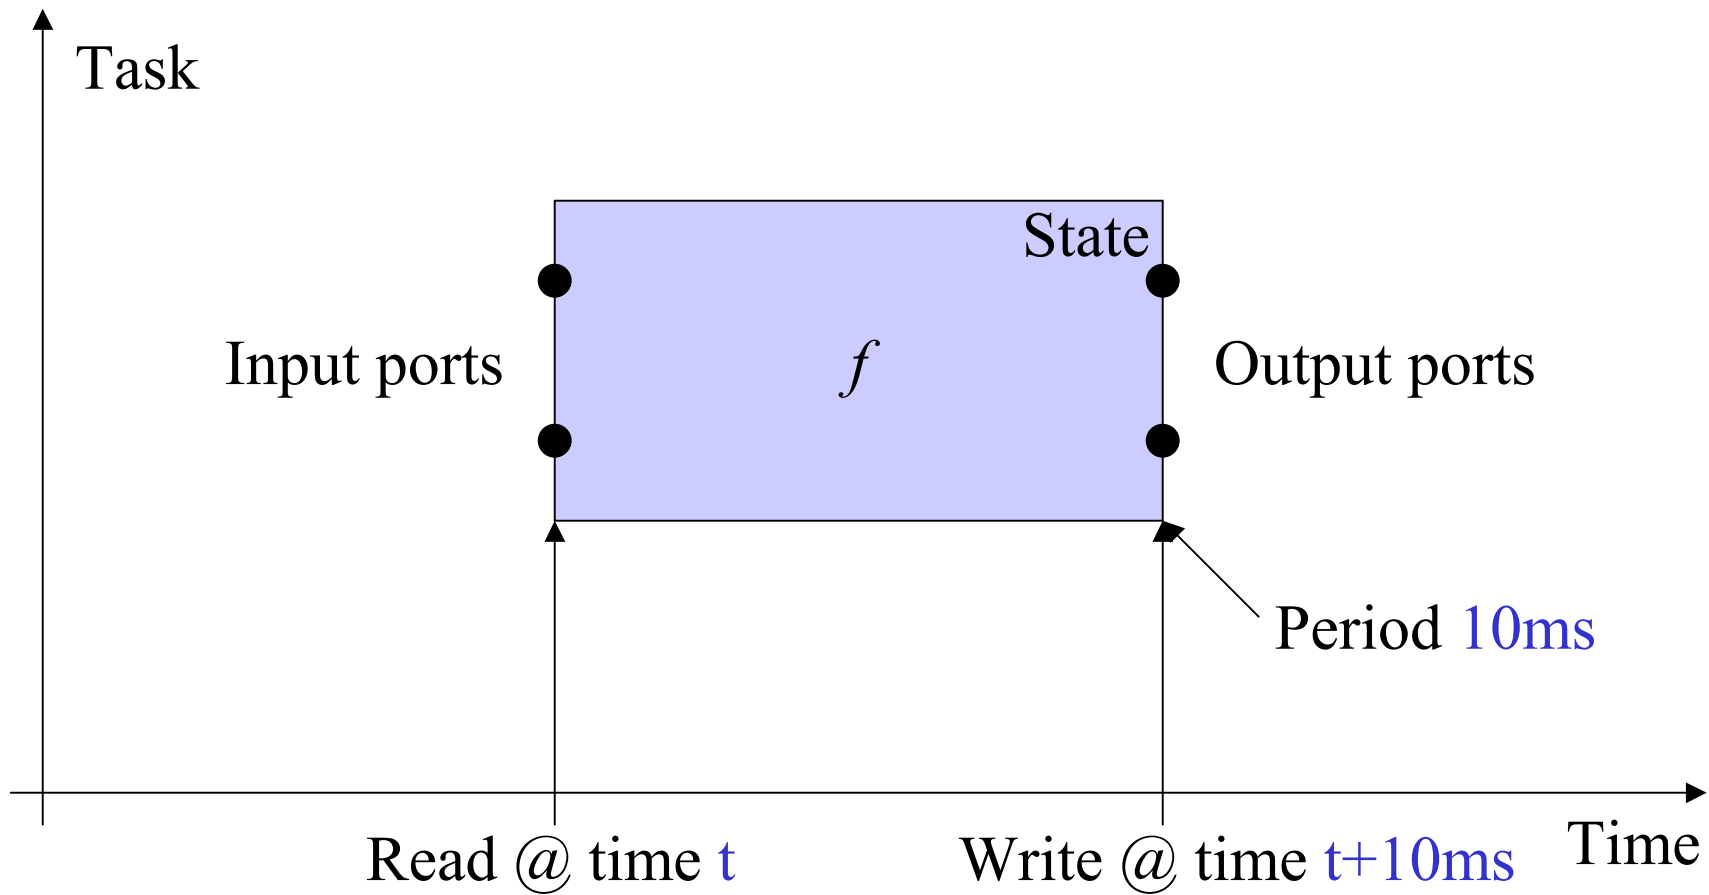 Task
State
Input ports
f
Output ports
Period 10ms
Read @ time t
Write @ time t+10ms
Time